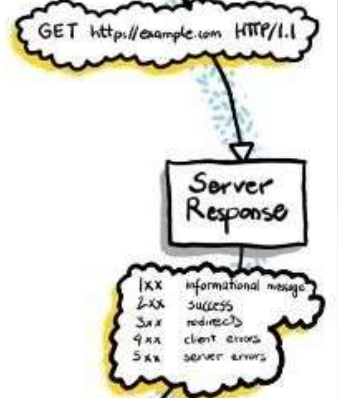 GET http://example.com HTTP/1.1
Server
Response
1xx informational message
2xx success
3xx redirects
4xx client errors
5xx server errors